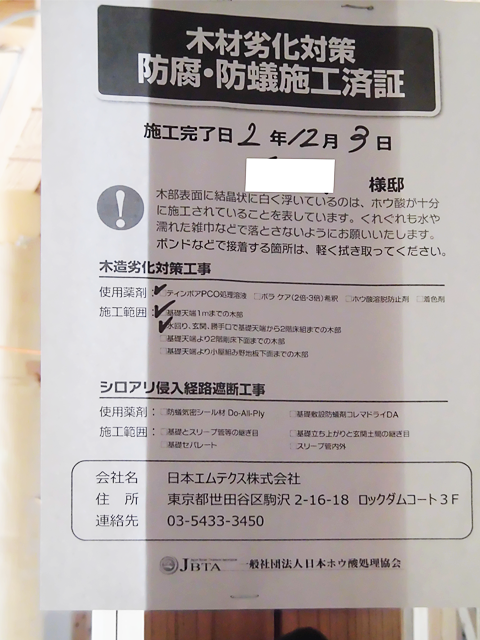 木材劣化対策
防腐・防蟻施工済証
施工完了日 2 年 12 月 3 日
様邸
木部表面に結晶状に白く浮いているのは、ホウ酸が十分
に施工されていることを表しています。くれぐれも水や
濡れた雑巾などで落とさないようにお願いいたします。
ボンドなどで接着する箇所は、軽く拭き取ってください。
木造劣化対策工事
使用薬剤：☑ティンボアPCO処理溶液 □ボラ ケア(2倍・3倍)希釈 □ホウ酸溶脱防止剤 □着色剤
施工範囲：☑基礎天端1mまでの木部
☑水回り、玄関、勝手口で基礎天端から2階床組までの木部
□基礎天端より2階剛床下面までの木部
□基礎天端より小屋組み野地板下面までの木部
シロアリ侵入経路遮断工事
使用薬剤：□防蟻気密シール材 Do-All-Ply □基礎敷設防蟻剤コレマドライDA
施工範囲：□基礎とスリーブ管等の継ぎ目 □基礎立ち上がりと玄関土間の継ぎ目
□基礎セパレート □スリーブ管内外
会社名 日本エムテクス株式会社
住 所 東京都世田谷区駒沢 2-16-18 ロックダムコート３Ｆ
連絡先 03-5433-3450
JBTA 一般社団法人日本ホウ酸処理協会